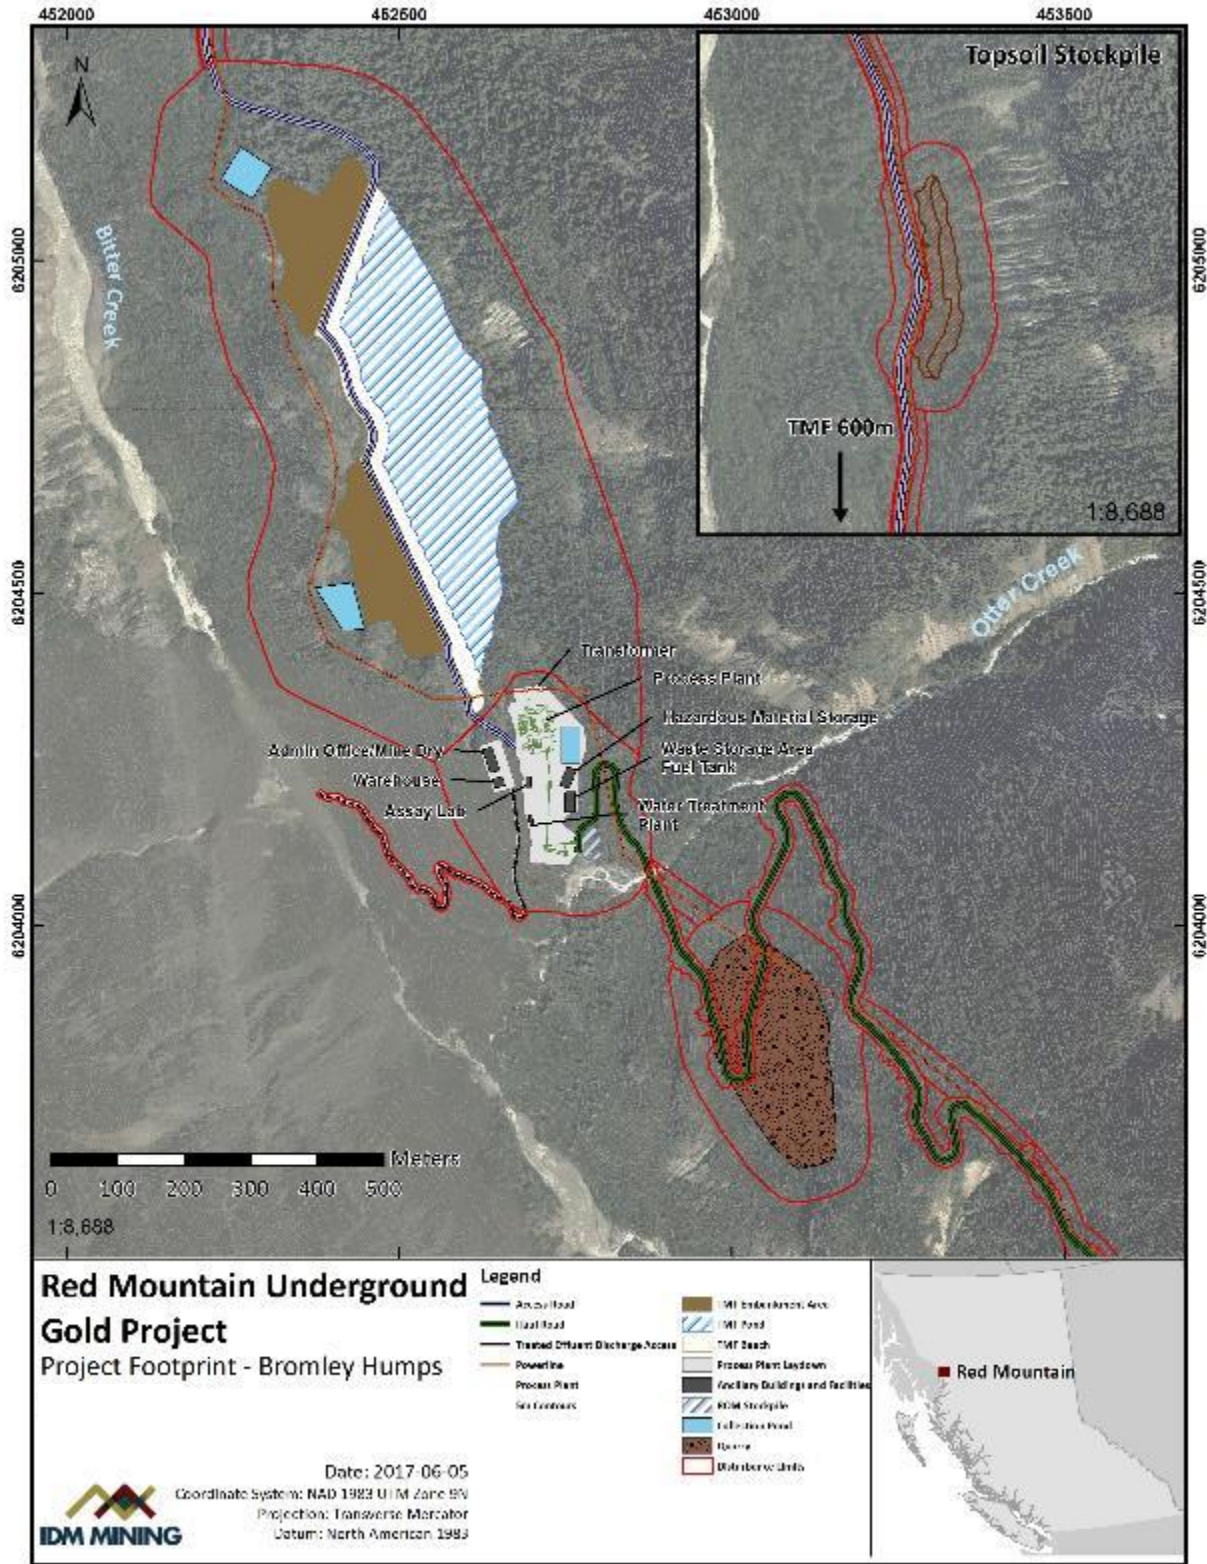 452000
452500
453000
453500
N
Topsoil Stockpile
6205000
6205000
Bitter Creek
TMF 600m
1:8,688
6204500
6204500
Otter Creek
Transformer
Process Plant
Hazardous Material Storage
Admin Office/Mine Dry
Waste Storage Area
Fuel Tank
Warehouse
Assay Lab
Water Treatment
Plant
6204000
6204000
Meters
0 100 200 300 400 500
1:8,688
Red Mountain Underground
Gold Project
Project Footprint - Bromley Humps
Legend
Access Road
Haul Road
Treated Effluent Discharge Access
Powerline
Process Plant
5m Contours
TMF Embankment Area
TMF Pond
TMF Beach
Process Plant Laydown
Ancillary Buildings and Facilities
ROM Stockpile
Collection Pond
Quarry
Disturbance Limits
Red Mountain
Date: 2017-06-05
Coordinate System: NAD 1983 UTM Zone 9N
Projection: Transverse Mercator
Datum: North American 1983
IDM MINING